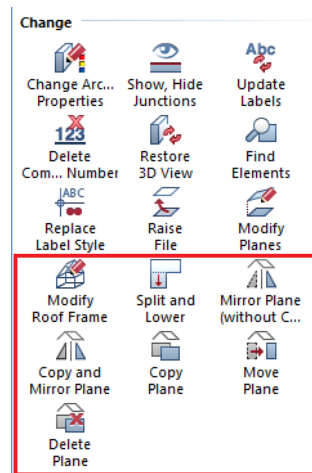 Change
Change Arc... Show, Hide Update
Properties Junctions Labels
Delete Restore Find
Com... Number 3D View Elements
Replace Raise Modify
Label Style File Planes
Modify Split and Mirror Plane
Roof Frame Lower (without C...
Copy and Copy Move
Mirror Plane Plane Plane
Delete
Plane
Abc
123
ABC